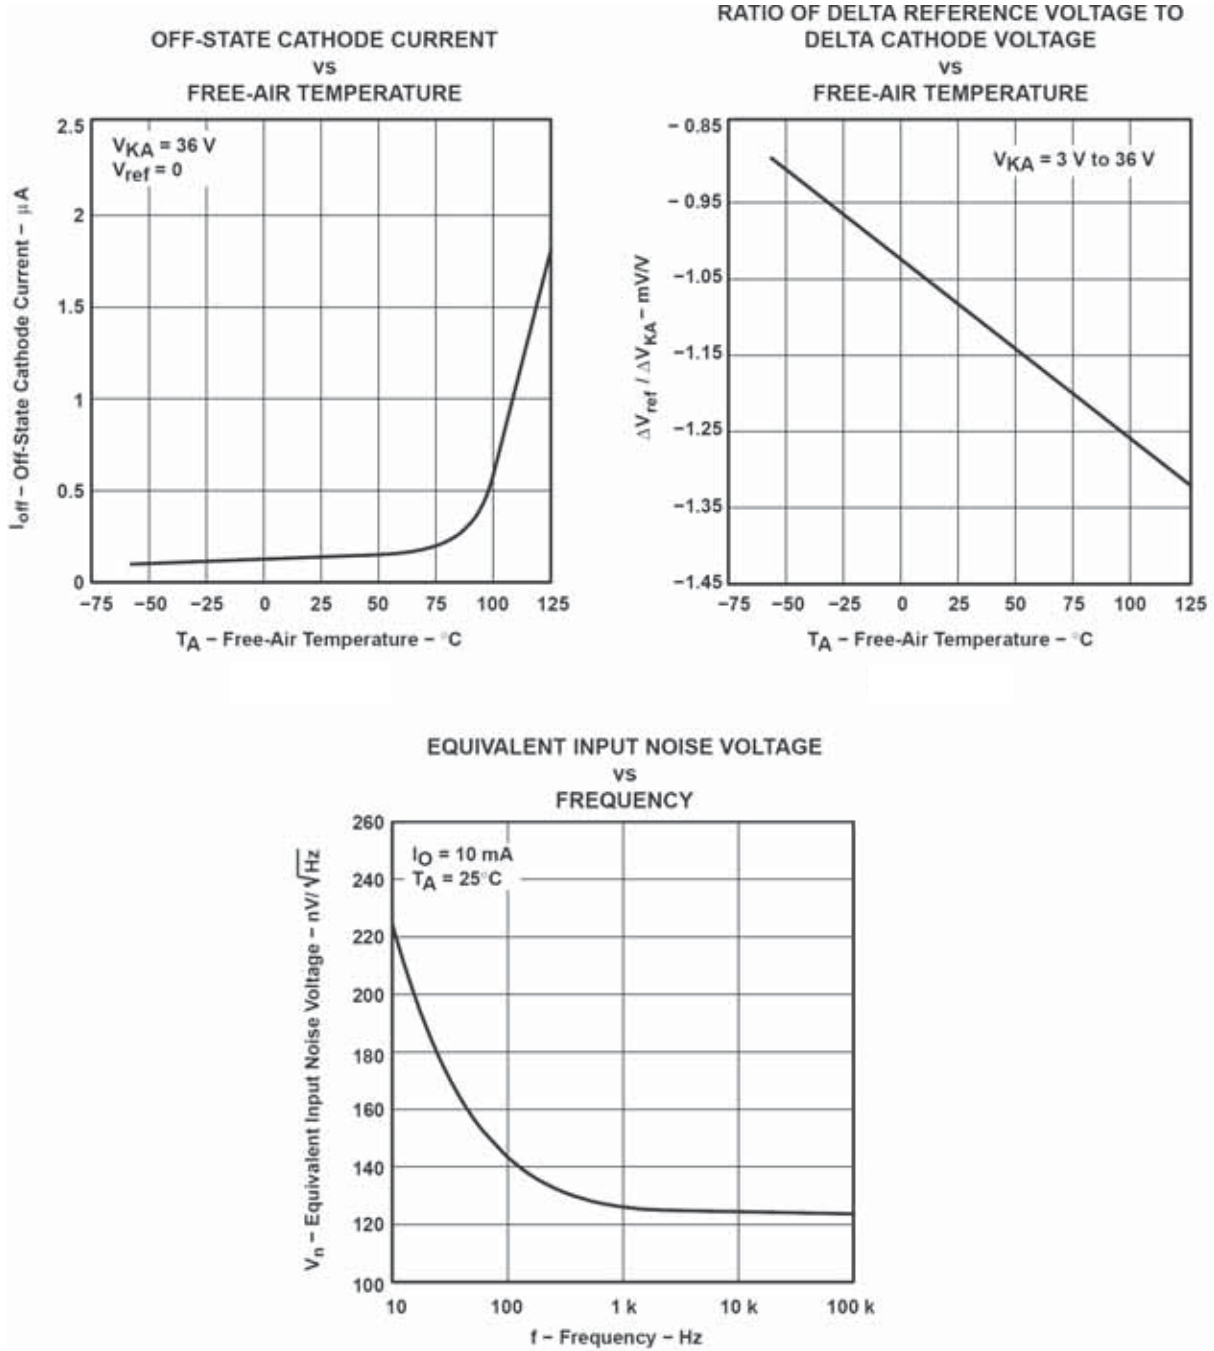 OFF-STATE CATHODE CURRENT
vs
FREE-AIR TEMPERATURE
2.5
2
1.5
1
0.5
0
VKA = 36 V
Vref = 0
Ioff – Off-State Cathode Current – μA
−75 −50 −25 0 25 50 75 100 125
TA – Free-Air Temperature – °C
RATIO OF DELTA REFERENCE VOLTAGE TO
DELTA CATHODE VOLTAGE
vs
FREE-AIR TEMPERATURE
− 0.85
− 0.95
−1.05
−1.15
−1.25
−1.35
−1.45
VKA = 3 V to 36 V
ΔVref / ΔVKA – mV/V
−75 −50 −25 0 25 50 75 100 125
TA – Free-Air Temperature – °C
EQUIVALENT INPUT NOISE VOLTAGE
vs
FREQUENCY
260
240
220
200
180
160
140
120
100
IO = 10 mA
TA = 25°C
Vn – Equivalent Input Noise Voltage – nV/√Hz
10 100 1 k 10 k 100 k
f – Frequency – Hz